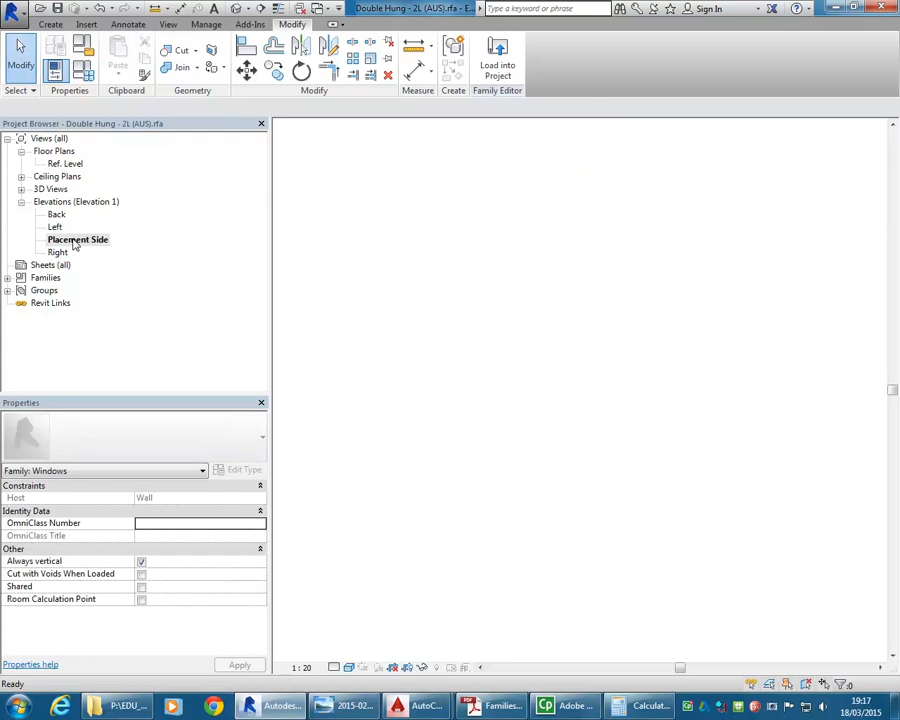 Double Hung - 2L (AUS).rfa - E...
Type a keyword or phrase
Sign In
Create
Insert
Annotate
View
Manage
Add-Ins
Modify
Modify
Paste
Cut
Join
Load into
Project
Select
Properties
Clipboard
Geometry
Modify
Measure
Create
Family Editor
Project Browser - Double Hung - 2L (AUS).rfa
Views (all)
Floor Plans
Ref. Level
Ceiling Plans
3D Views
Elevations (Elevation 1)
Back
Left
Placement Side
Right
Sheets (all)
Families
Groups
Revit Links
Properties
Family: Windows
Edit Type
Constraints
Host Wall
Identity Data
OmniClass Number
OmniClass Title
Other
Always vertical
Cut with Voids When Loaded
Shared
Room Calculation Point
Properties help
Apply
1 : 20
Ready
:0
P:\EDU_...
Autodes...
2015-02...
AutoC...
Families...
Adobe ...
Calculat...
19:17
18/03/2015